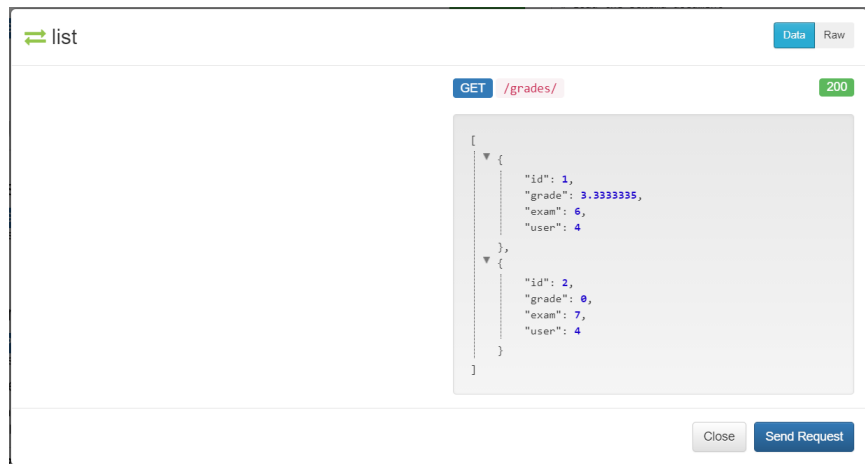 list
Data Raw
GET /grades/ 200
[
{
"id": 1,
"grade": 3.3333335,
"exam": 6,
"user": 4
},
{
"id": 2,
"grade": 0,
"exam": 7,
"user": 4
}
]
Close Send Request